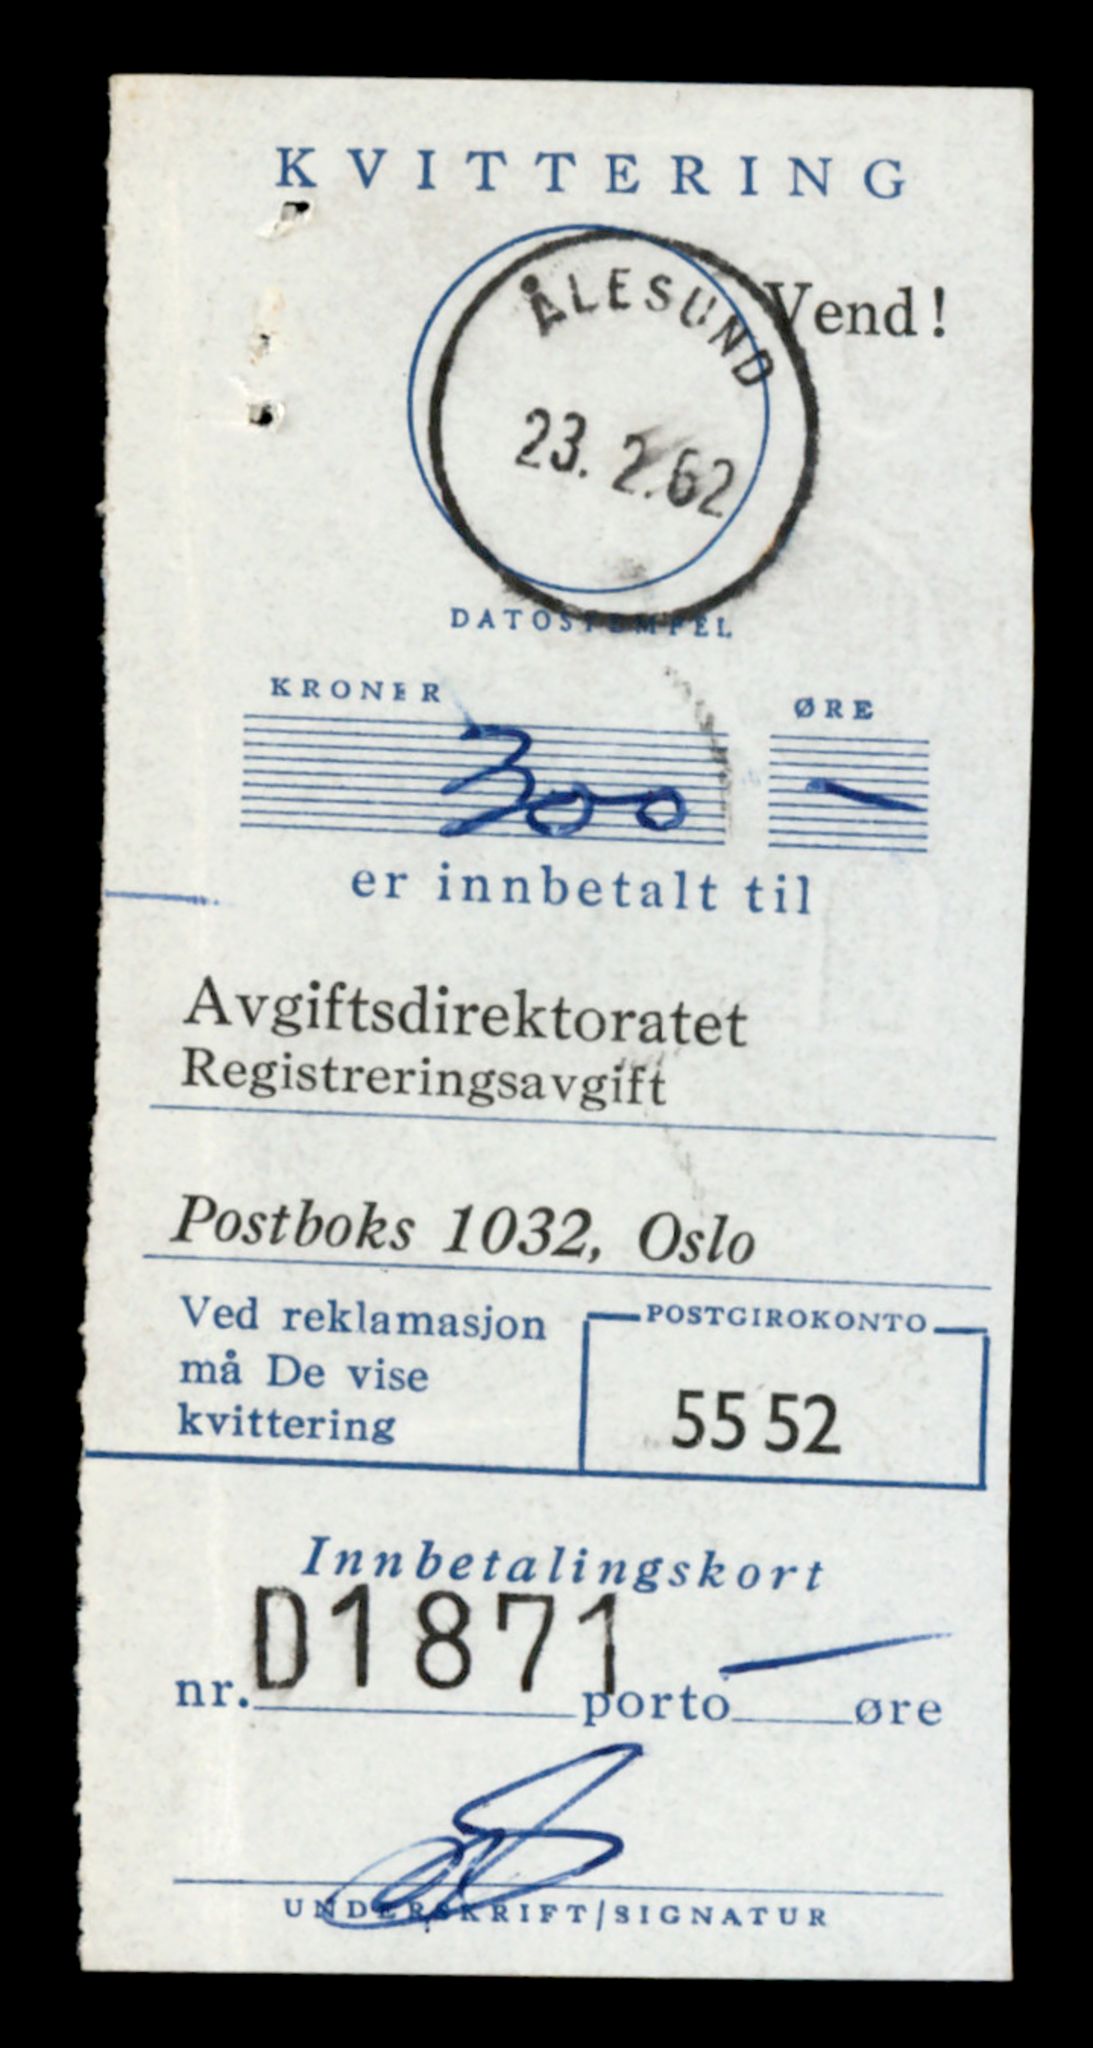 KVITTERING
Vend!
ÅLESUND
23. 2.62
DATOSTEMPEL
KRONER ØRE
300 —
er innbetalt til
Avgiftsdirektoratet
Registreringsavgift
Postboks 1032, Oslo
Ved reklamasjon
må De vise
kvittering
POSTGIROKONTO
55 52
Innbetalingskort
nr. D1871 porto — øre
UNDERSKRIFT/SIGNATUR